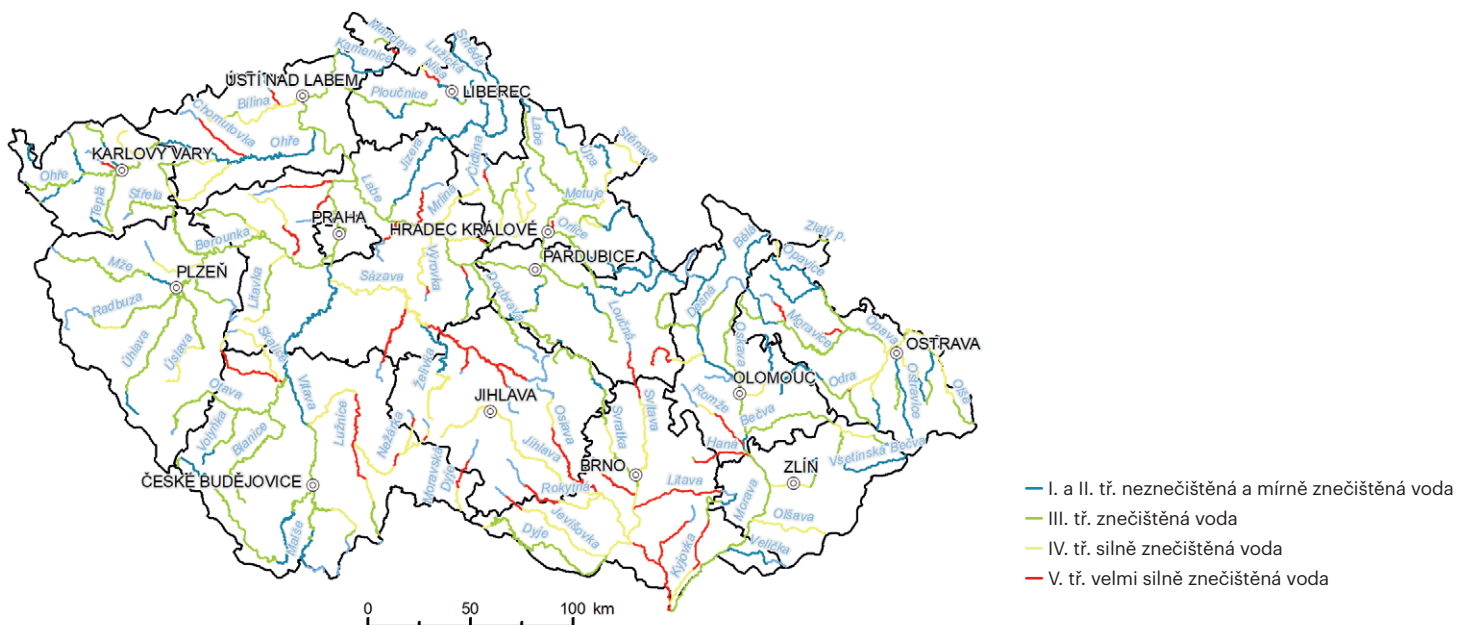 Mandava
Kamenice
Lužická
Nisa
Smědá
ÚSTÍ NAD LABEM
Bílina
Ploučnice
LIBEREC
Chomutovka
Ohře
Jizera
Cidlina
Labe
Úpa
Stěnava
KARLOVY VARY
Ohře
Teplá
Střela
Labe
Mrlina
Metuje
PRAHA
HRADEC KRÁLOVÉ
Orlice
Berounka
Bělá
Zlatý p.
Opavice
Mže
PLZEŇ
Sázava
Výrovka
PARDUBICE
Radbuza
Litavka
Doubrava
Loučná
Desná
Moravice
Opava
OSTRAVA
Úhlava
Úslava
Skalice
Oskava
Želivka
Otava
Vltava
Lužnice
JIHLAVA
OLOMOUC
Odra
Ostravice
Olše
Volyňka
Blanice
Nežárka
Oslava
Svratka
Svitava
Romže
Bečva
Jihlava
Haná
Vsetínská Bečva
ČESKÉ BUDĚJOVICE
Moravská
Dyje
BRNO
ZLÍN
Rokytná
Litava
Morava
Jevišovka
Olšava
Malše
Dyje
Kyjovka
Velička
I. a II. tř. neznečištěná a mírně znečištěná voda
III. tř. znečištěná voda
IV. tř. silně znečištěná voda
V. tř. velmi silně znečištěná voda
0 50 100 km